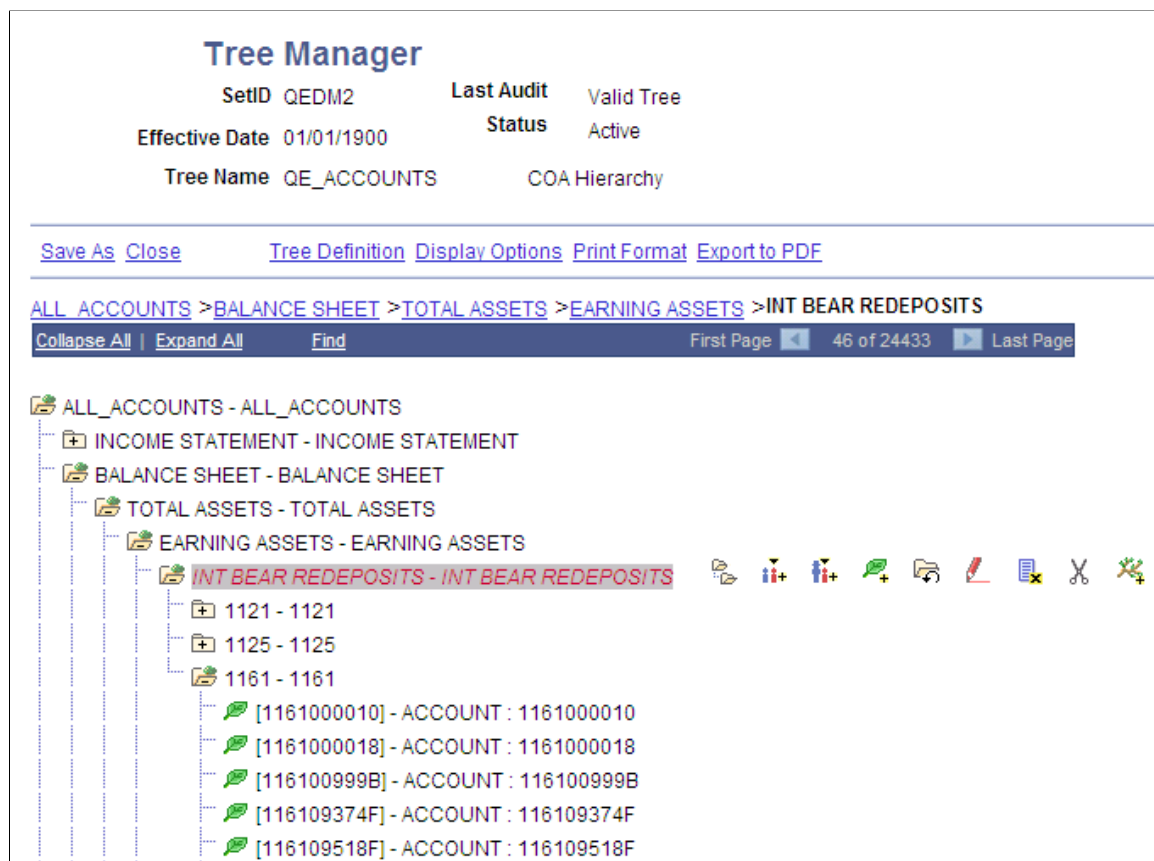 Tree Manager
SetID QEDM2 Last Audit Valid Tree
Effective Date 01/01/1900 Status Active
Tree Name QE_ACCOUNTS COA Hierarchy
Save As Close Tree Definition Display Options Print Format Export to PDF
ALL_ACCOUNTS >BALANCE SHEET >TOTAL ASSETS >EARNING ASSETS >INT BEAR REDEPOSITS
Collapse All | Expand All Find First Page 46 of 24433 Last Page
ALL_ACCOUNTS - ALL_ACCOUNTS
INCOME STATEMENT - INCOME STATEMENT
BALANCE SHEET - BALANCE SHEET
TOTAL ASSETS - TOTAL ASSETS
EARNING ASSETS - EARNING ASSETS
INT BEAR REDEPOSITS - INT BEAR REDEPOSITS
1121 - 1121
1125 - 1125
1161 - 1161
[1161000010] - ACCOUNT : 1161000010
[1161000018] - ACCOUNT : 1161000018
[116100999B] - ACCOUNT : 116100999B
[116109374F] - ACCOUNT : 116109374F
[116109518F] - ACCOUNT : 116109518F